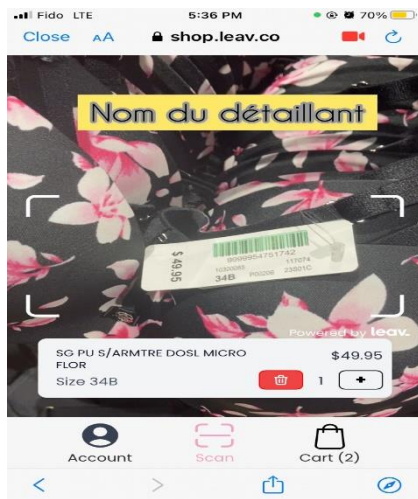 Fido LTE 5:36 PM 70%
Close AA shop.leav.co
Nom du détaillant
$49.95
34B P00206
Powered by leav.
SG PU S/ARMTRE DOSL MICRO $49.95
FLOR
Size 34B 1 +
Account Scan Cart (2)